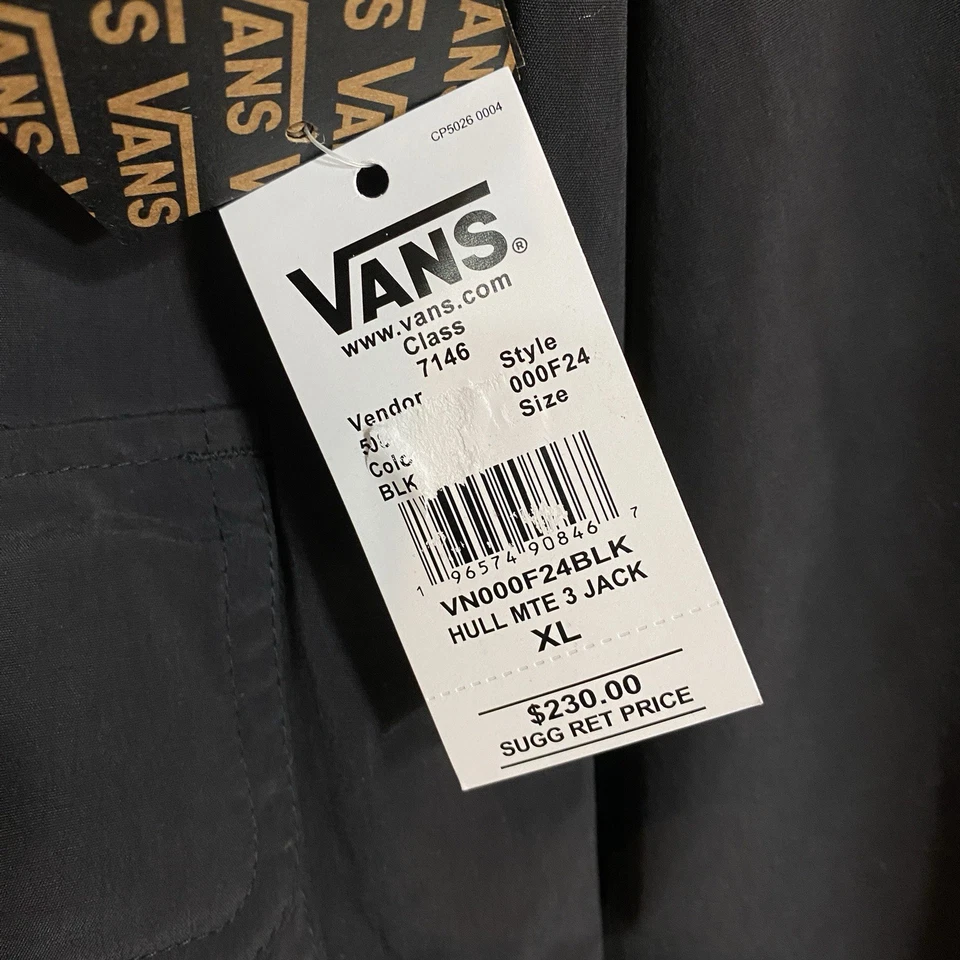 VANS
VANS
VANS
VANS
VANS
CP5026 0004
VANS®
www.vans.com
Class
7146
Style
000F24
Vendor
Size
BLK
1 96574 90846 7
VN000F24BLK
HULL MTE 3 JACK
XL
$230.00
SUGG RET PRICE